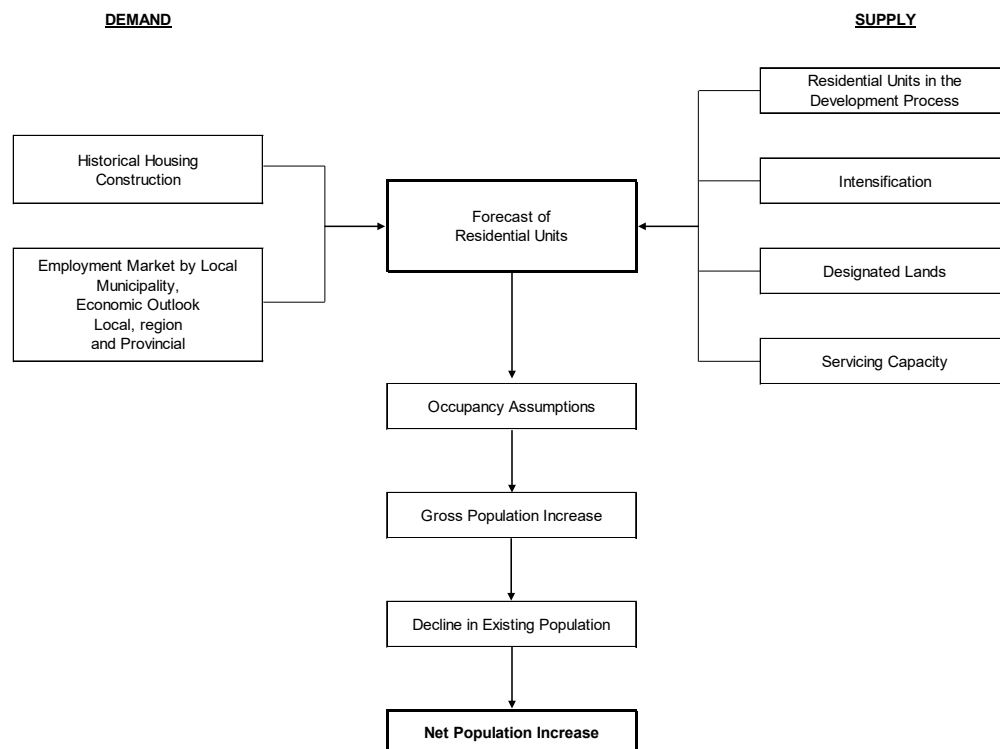 DEMAND
SUPPLY
Residential Units in the
Development Process
Historical Housing
Construction
Intensification
Forecast of
Residential Units
Employment Market by Local
Municipality,
Economic Outlook
Local, region
and Provincial
Designated Lands
Servicing Capacity
Occupancy Assumptions
Gross Population Increase
Decline in Existing Population
Net Population Increase